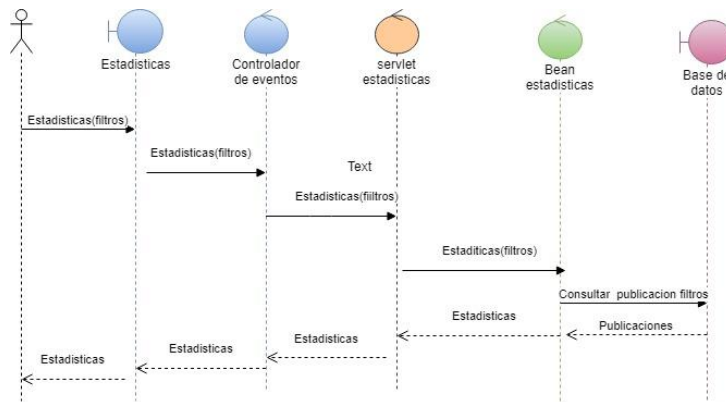 Estadisticas
Controlador
de eventos
servlet
estadisticas
Bean
estadisticas
Base de
datos
Estadisticas(filtros)
Estadisticas(filtros)
Text
Estadisticas(fiiltros)
Estadíticas(filtros)
Consultar publicacion filtros
Estadisticas
Publicaciones
Estadisticas
Estadisticas
Estadisticas